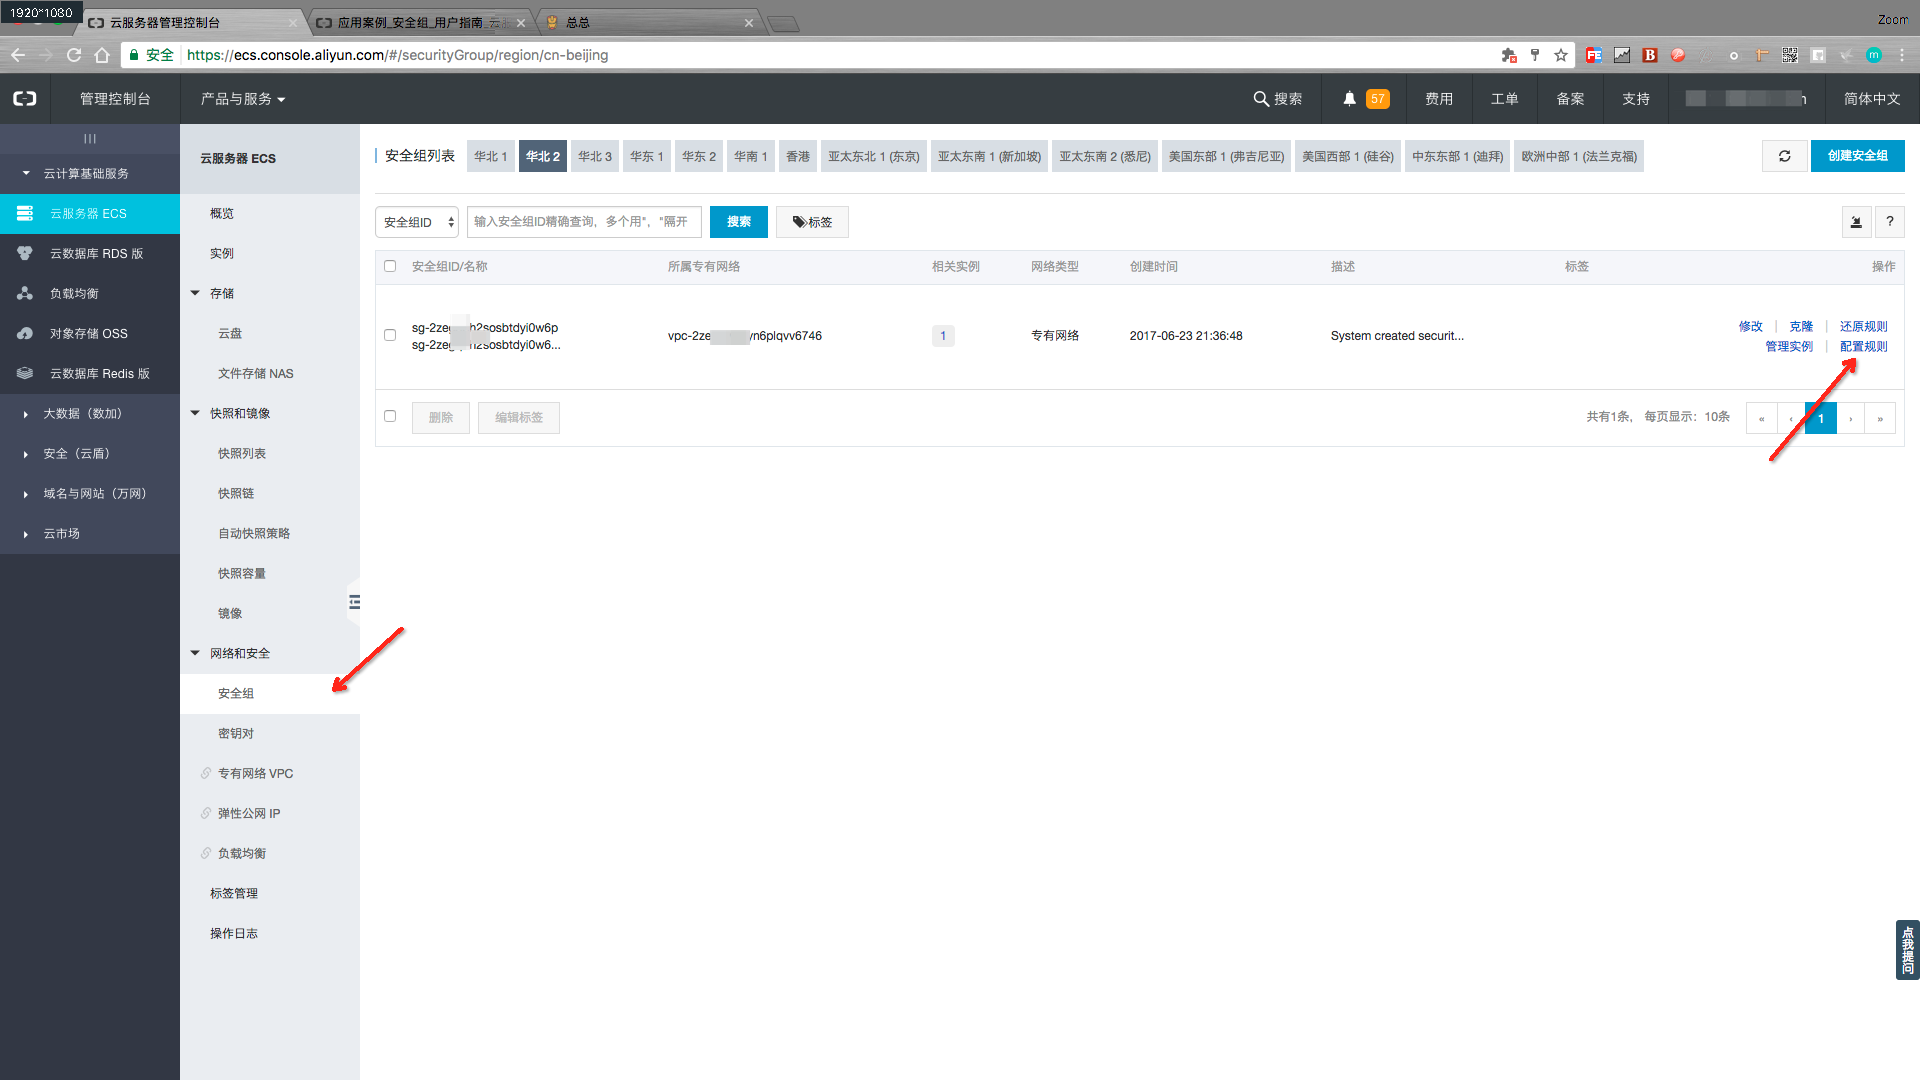 1920*1080
云服务器管理控制台
应用案例_安全组_用户指南_云服
总总
Zoom
安全
https://ecs.console.aliyun.com/#/securityGroup/region/cn-beijing
管理控制台
产品与服务
搜索
57
费用
工单
备案
支持
简体中文
云计算基础服务
云服务器 ECS
云数据库 RDS 版
负载均衡
对象存储 OSS
云数据库 Redis 版
大数据（数加）
安全（云盾）
域名与网站（万网）
云市场
云服务器 ECS
概览
实例
存储
云盘
文件存储 NAS
快照和镜像
快照列表
快照链
自动快照策略
快照容量
镜像
网络和安全
安全组
密钥对
专有网络 VPC
弹性公网 IP
负载均衡
标签管理
操作日志
安全组列表
华北 1
华北 2
华北 3
华东 1
华东 2
华南 1
香港
亚太东北 1 (东京)
亚太东南 1 (新加坡)
亚太东南 2 (悉尼)
美国东部 1 (弗吉尼亚)
美国西部 1 (硅谷)
中东东部 1 (迪拜)
欧洲中部 1 (法兰克福)
创建安全组
安全组ID
输入安全组ID精确查询，多个用"，"隔开
搜索
标签
?
安全组ID/名称
所属专有网络
相关实例
网络类型
创建时间
描述
标签
操作
sg-2ze h2sosbtdyi0w6p
sg-2ze h2sosbtdyi0w6...
vpc-2ze yn6plqvv6746
1
专有网络
2017-06-23 21:36:48
System created securit...
修改
克隆
还原规则
管理实例
配置规则
删除
编辑标签
共有1条， 每页显示：10条
«
‹
1
›
»
点我提问